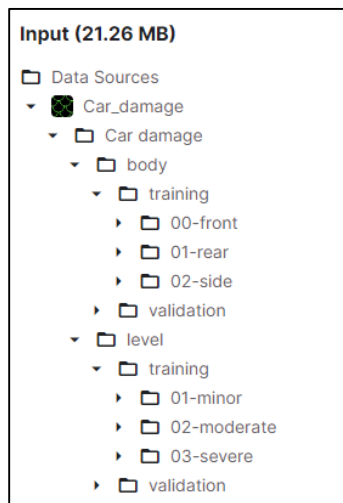 Input (21.26 MB)
Data Sources
Car_damage
Car damage
body
training
00-front
01-rear
02-side
validation
level
training
01-minor
02-moderate
03-severe
validation